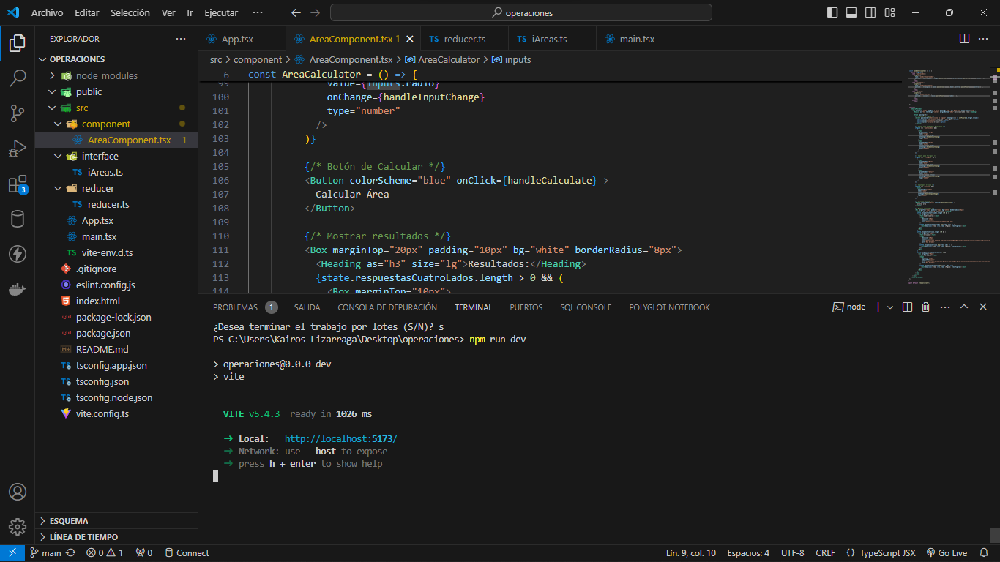 Archivo Editar Selección Ver Ir Ejecutar ··· operaciones
EXPLORADOR ···
OPERACIONES
node_modules
public
src
component
AreaComponent.tsx 1
interface
iAreas.ts
reducer
TS reducer.ts
App.tsx
main.tsx
TS vite-env.d.ts
.gitignore
eslint.config.js
index.html
package-lock.json
package.json
README.md
tsconfig.app.json
tsconfig.json
tsconfig.node.json
vite.config.ts
ESQUEMA
LÍNEA DE TIEMPO
3
App.tsx AreaComponent.tsx 1 TS reducer.ts TS iAreas.ts main.tsx
src > component > AreaComponent.tsx > AreaCalculator > inputs
6 const AreaCalculator = () => {
99 value={inputs.radio}
100 onChange={handleInputChange}
101 type="number"
102 />
103 )}
104
105 {/* Botón de Calcular */}
106 <Button colorScheme="blue" onClick={handleCalculate} >
107 Calcular Área
108 </Button>
109
110 {/* Mostrar resultados */}
111 <Box marginTop="20px" padding="10px" bg="white" borderRadius="8px">
112 <Heading as="h3" size="lg">Resultados:</Heading>
113 {state.respuestasCuatroLados.length > 0 && (
114 <Box marginTop="10px">
PROBLEMAS 1 SALIDA CONSOLA DE DEPURACIÓN TERMINAL PUERTOS SQL CONSOLE POLYGLOT NOTEBOOK node
¿Desea terminar el trabajo por lotes (S/N)? s
PS C:\Users\Kairos Lizarraga\Desktop\operaciones> npm run dev
> operaciones@0.0.0 dev
> vite
VITE v5.4.3 ready in 1026 ms
➜ Local: http://localhost:5173/
➜ Network: use --host to expose
➜ press h + enter to show help
main 0 1 0 Connect Lín. 9, col. 10 Espacios: 4 UTF-8 CRLF {} TypeScript JSX Go Live